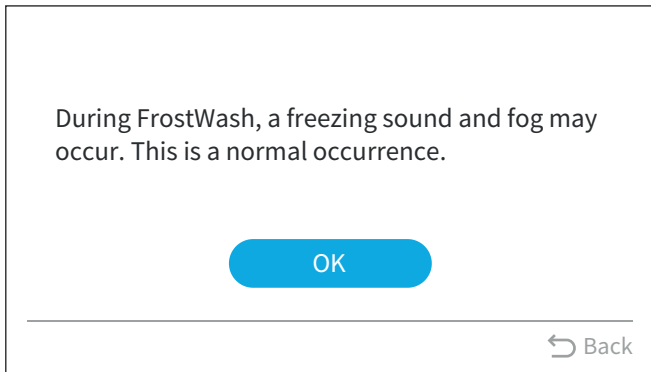 During FrostWash, a freezing sound and fog may
occur. This is a normal occurrence.
OK
Back